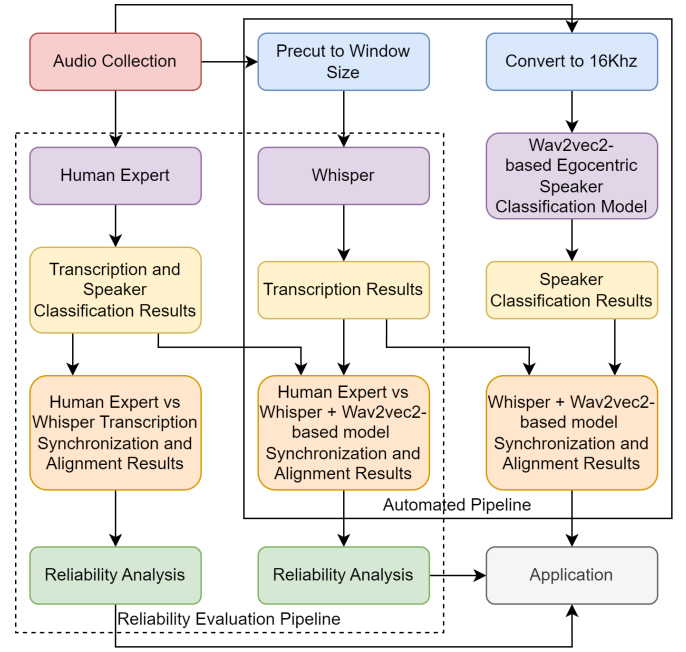 Audio Collection
Precut to Window
Size
Convert to 16Khz
Human Expert
Whisper
Wav2vec2-
based Egocentric
Speaker
Classification Model
Transcription and
Speaker
Classification Results
Transcription Results
Speaker
Classification Results
Human Expert vs
Whisper Transcription
Synchronization and
Alignment Results
Human Expert vs
Whisper + Wav2vec2-
based model
Synchronization and
Alignment Results
Whisper + Wav2vec2-
based model
Synchronization and
Alignment Results
Automated Pipeline
Reliability Analysis
Reliability Analysis
Application
Reliability Evaluation Pipeline